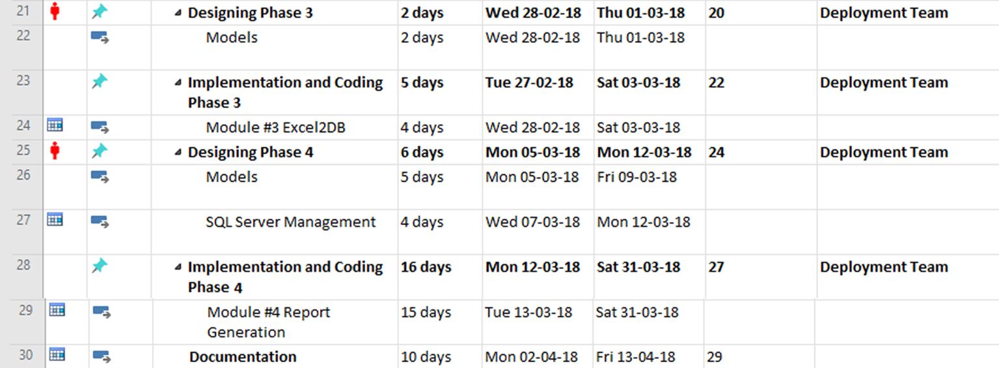 21 Designing Phase 3 2 days Wed 28-02-18 Thu 01-03-18 20 Deployment Team
22 Models 2 days Wed 28-02-18 Thu 01-03-18
23 Implementation and Coding 5 days Tue 27-02-18 Sat 03-03-18 22 Deployment Team
Phase 3
24 Module #3 Excel2DB 4 days Wed 28-02-18 Sat 03-03-18
25 Designing Phase 4 6 days Mon 05-03-18 Mon 12-03-18 24 Deployment Team
26 Models 5 days Mon 05-03-18 Fri 09-03-18
27 SQL Server Management 4 days Wed 07-03-18 Mon 12-03-18
28 Implementation and Coding 16 days Mon 12-03-18 Sat 31-03-18 27 Deployment Team
Phase 4
29 Module #4 Report 15 days Tue 13-03-18 Sat 31-03-18
Generation
30 Documentation 10 days Mon 02-04-18 Fri 13-04-18 29